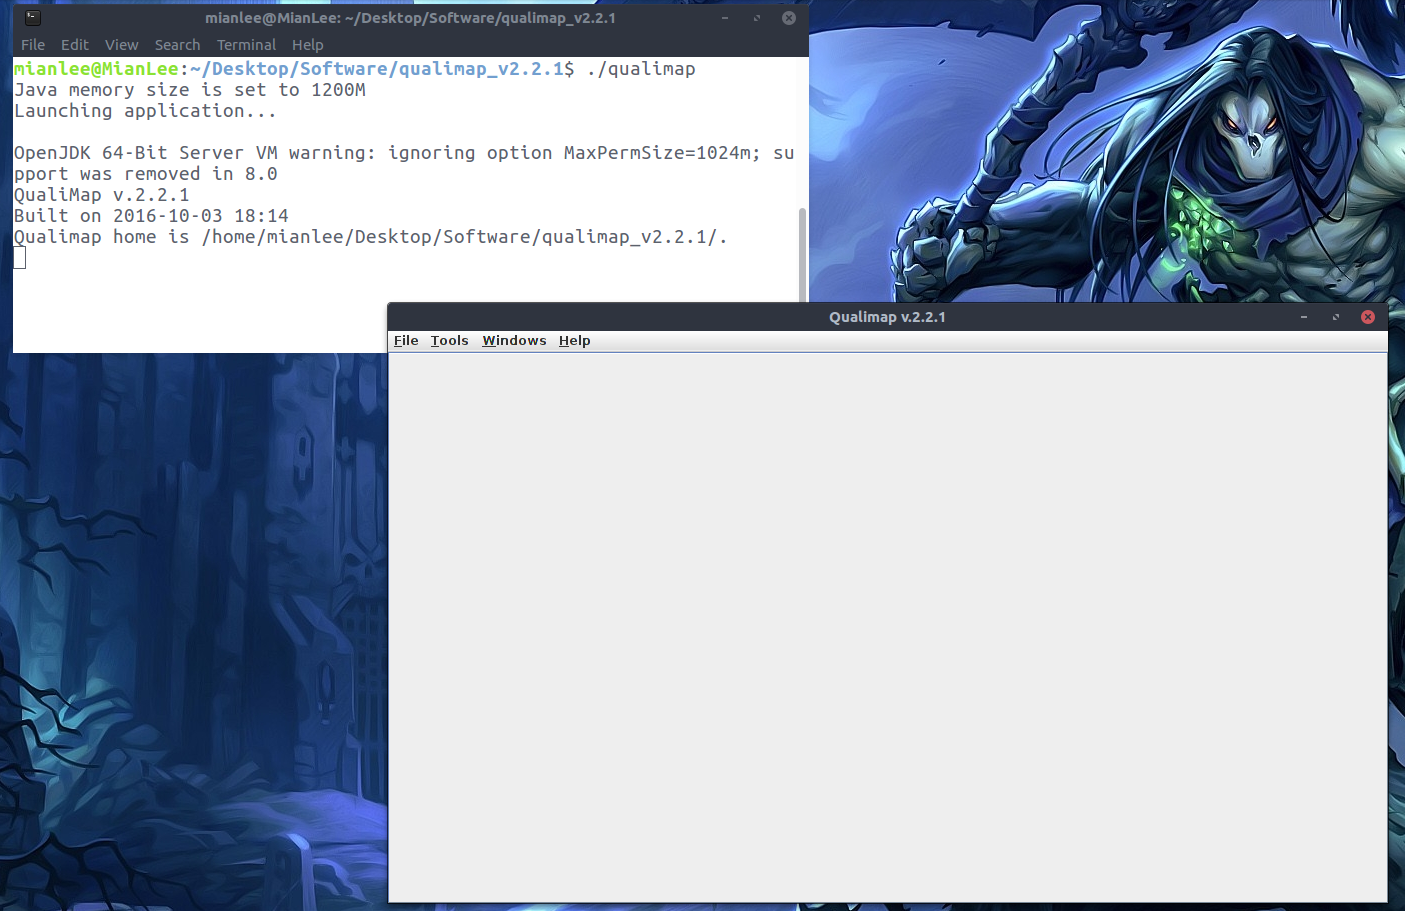 mianlee@MianLee: ~/Desktop/Software/qualimap_v2.2.1
File Edit View Search Terminal Help
mianlee@MianLee:~/Desktop/Software/qualimap_v2.2.1$ ./qualimap
Java memory size is set to 1200M
Launching application...
OpenJDK 64-Bit Server VM warning: ignoring option MaxPermSize=1024m; su
pport was removed in 8.0
QualiMap v.2.2.1
Built on 2016-10-03 18:14
Qualimap home is /home/mianlee/Desktop/Software/qualimap_v2.2.1/.
Qualimap v.2.2.1
File Tools Windows Help